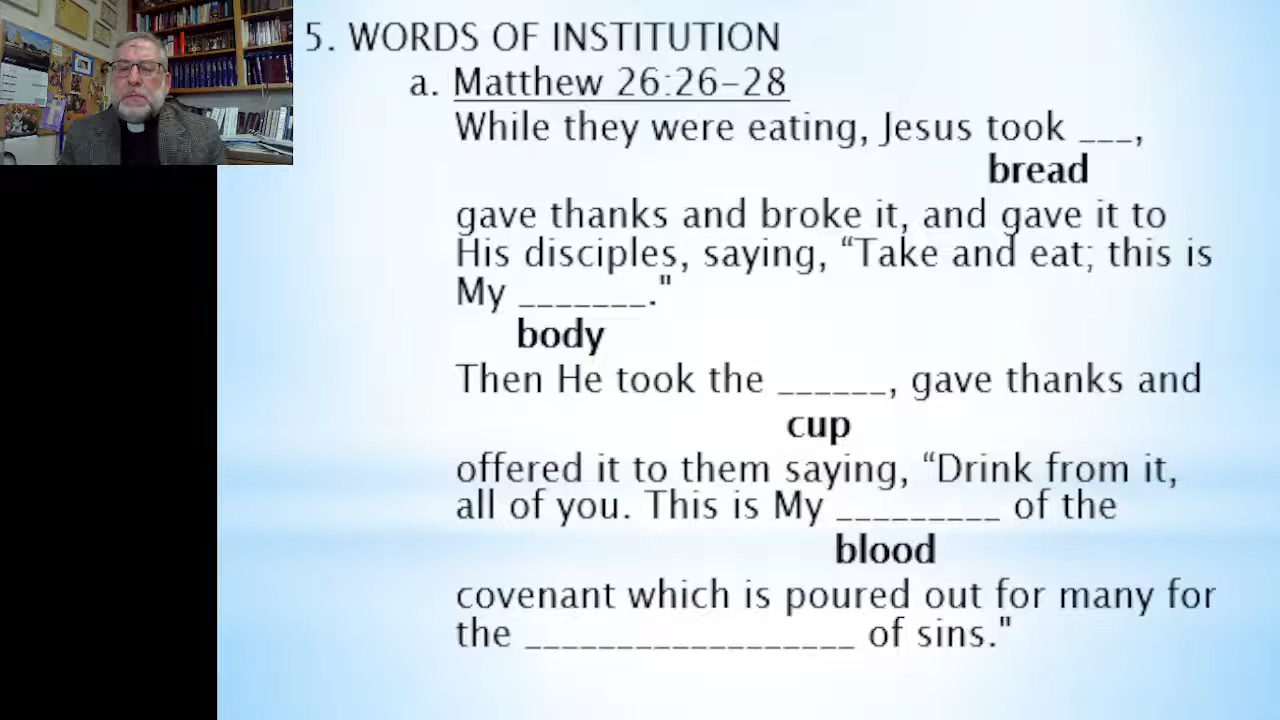 5. WORDS OF INSTITUTION
a. Matthew 26:26-28
While they were eating, Jesus took ___,
bread
gave thanks and broke it, and gave it to
His disciples, saying, “Take and eat; this is
My _______."
body
Then He took the ______, gave thanks and
cup
offered it to them saying, “Drink from it,
all of you. This is My _________ of the
blood
covenant which is poured out for many for
the __________________ of sins."